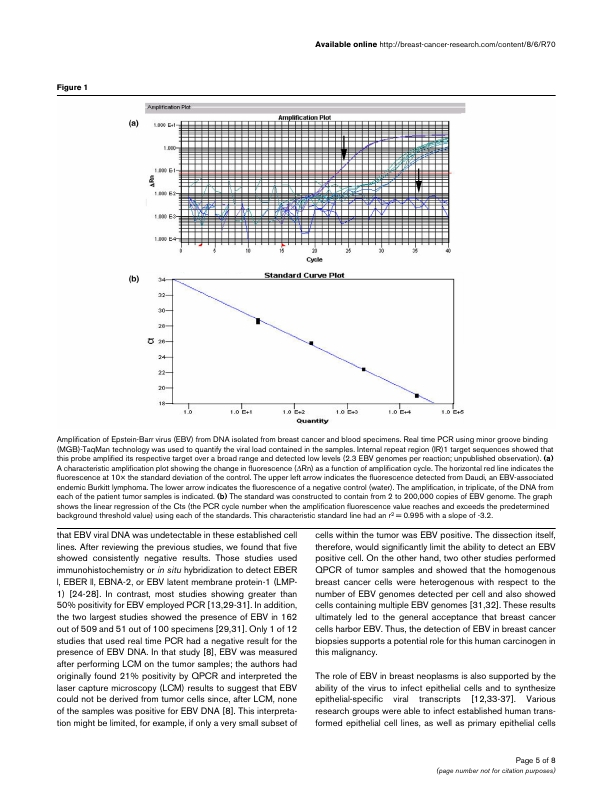 Available online http://breast-cancer-research.com/content/8/6/R70
Figure 1
Amplification Plot
(a)
Amplification Plot
1.000 E+1
1.000
1.000 E-1
1.000 E-2
1.000 E-3
1.000 E-4
ΔRn
0 5 10 15 20 25 30 35 40
Cycle
(b)
Standard Curve Plot
34
32
30
28
26
24
22
20
18
Ct
1.0 1.0 E+1 1.0 E+2 1.0 E+3 1.0 E+4 1.0 E+5
Quantity
Amplification of Epstein-Barr virus (EBV) from DNA isolated from breast cancer and blood specimens. Real time PCR using minor groove binding
(MGB)-TaqMan technology was used to quantify the viral load contained in the samples. Internal repeat region (IR)1 target sequences showed that
this probe amplified its respective target over a broad range and detected low levels (2.3 EBV genomes per reaction; unpublished observation). (a)
A characteristic amplification plot showing the change in fluorescence (ΔRn) as a function of amplification cycle. The horizontal red line indicates the
fluorescence at 10× the standard deviation of the control. The upper left arrow indicates the fluorescence detected from Daudi, an EBV-associated
endemic Burkitt lymphoma. The lower arrow indicates the fluorescence of a negative control (water). The amplification, in triplicate, of the DNA from
each of the patient tumor samples is indicated. (b) The standard was constructed to contain from 2 to 200,000 copies of EBV genome. The graph
shows the linear regression of the Cts (the PCR cycle number when the amplification fluorescence value reaches and exceeds the predetermined
background threshold value) using each of the standards. This characteristic standard line had an r² = 0.995 with a slope of -3.2.
that EBV viral DNA was undetectable in these established cell
lines. After reviewing the previous studies, we found that five
showed consistently negative results. Those studies used
immunohistochemistry or in situ hybridization to detect EBER
I, EBER II, EBNA-2, or EBV latent membrane protein-1 (LMP-
1) [24-28]. In contrast, most studies showing greater than
50% positivity for EBV employed PCR [13,29-31]. In addition,
the two largest studies showed the presence of EBV in 162
out of 509 and 51 out of 100 specimens [29,31]. Only 1 of 12
studies that used real time PCR had a negative result for the
presence of EBV DNA. In that study [8], EBV was measured
after performing LCM on the tumor samples; the authors had
originally found 21% positivity by QPCR and interpreted the
laser capture microscopy (LCM) results to suggest that EBV
could not be derived from tumor cells since, after LCM, none
of the samples was positive for EBV DNA [8]. This interpreta-
tion might be limited, for example, if only a very small subset of
cells within the tumor was EBV positive. The dissection itself,
therefore, would significantly limit the ability to detect an EBV
positive cell. On the other hand, two other studies performed
QPCR of tumor samples and showed that the homogenous
breast cancer cells were heterogenous with respect to the
number of EBV genomes detected per cell and also showed
cells containing multiple EBV genomes [31,32]. These results
ultimately led to the general acceptance that breast cancer
cells harbor EBV. Thus, the detection of EBV in breast cancer
biopsies supports a potential role for this human carcinogen in
this malignancy.
The role of EBV in breast neoplasms is also supported by the
ability of the virus to infect epithelial cells and to synthesize
epithelial-specific viral transcripts [12,33-37]. Various
research groups were able to infect established human trans-
formed epithelial cell lines, as well as primary epithelial cells
Page 5 of 8
(page number not for citation purposes)